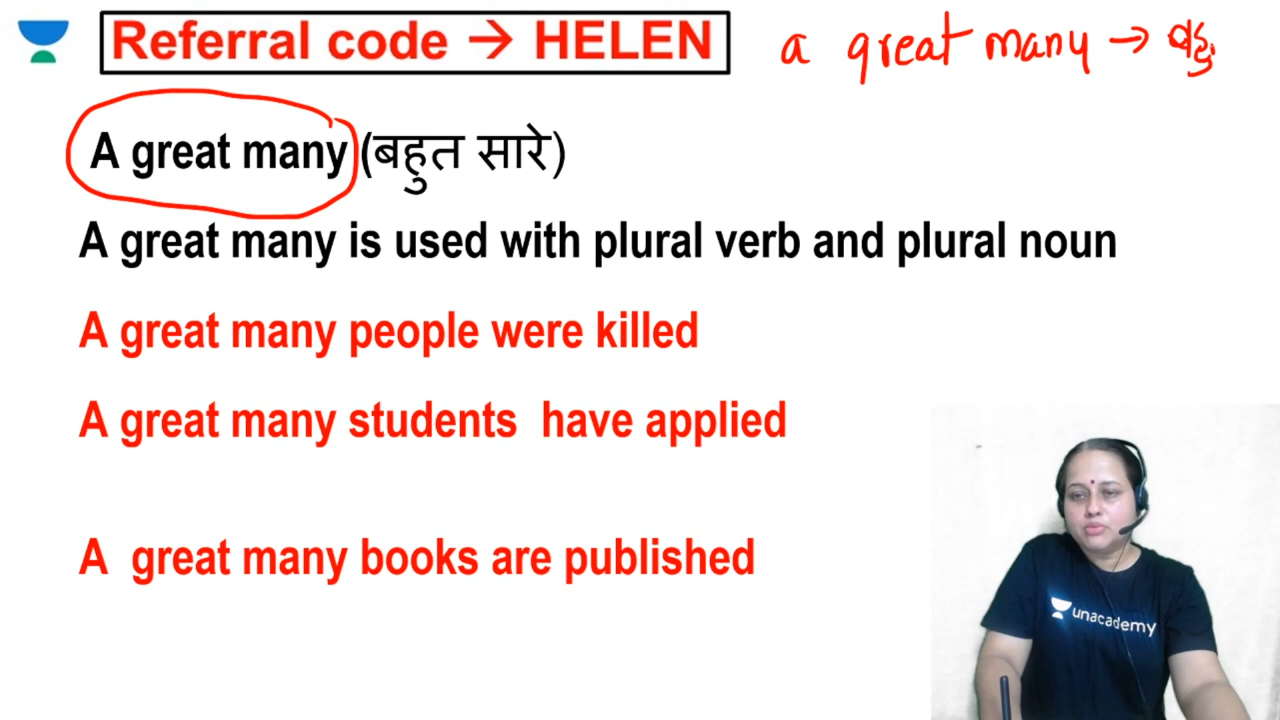 Referral code → HELEN
a great many →
A great many (बहुत सारे)
A great many is used with plural verb and plural noun
A great many people were killed
A great many students have applied
A great many books are published
unacademy